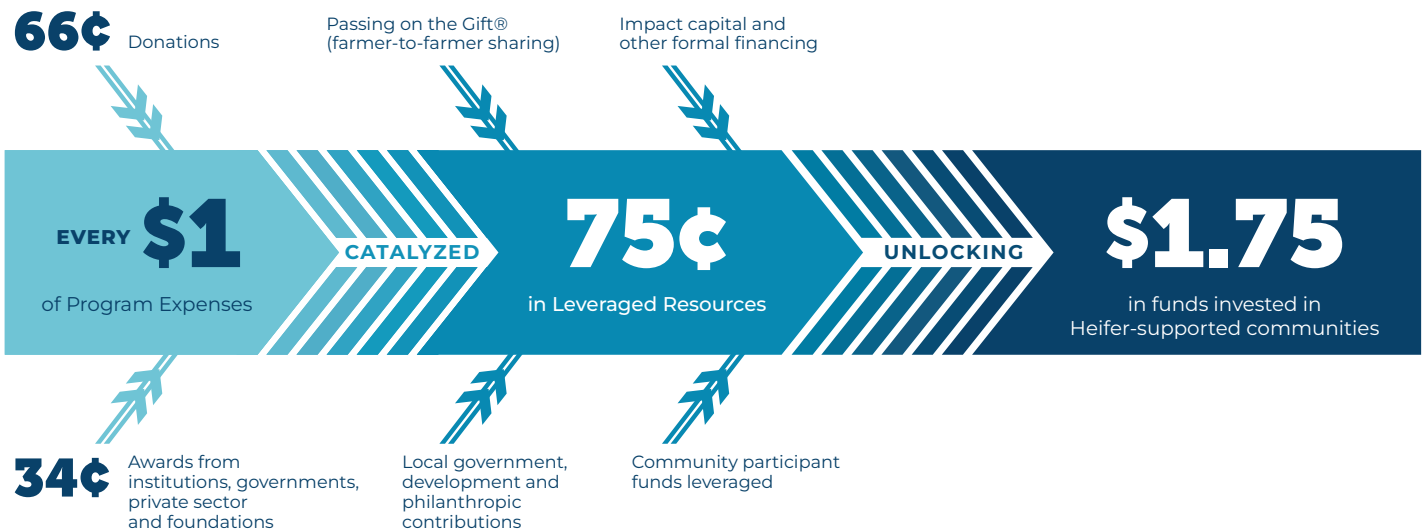 66¢ Donations
Passing on the Gift®
(farmer-to-farmer sharing)
Impact capital and
other formal financing
EVERY $1
of Program Expenses
CATALYZED
75¢
in Leveraged Resources
UNLOCKING
$1.75
in funds invested in
Heifer-supported communities
34¢
Awards from
institutions, governments,
private sector
and foundations
Local government,
development and
philanthropic
contributions
Community participant
funds leveraged